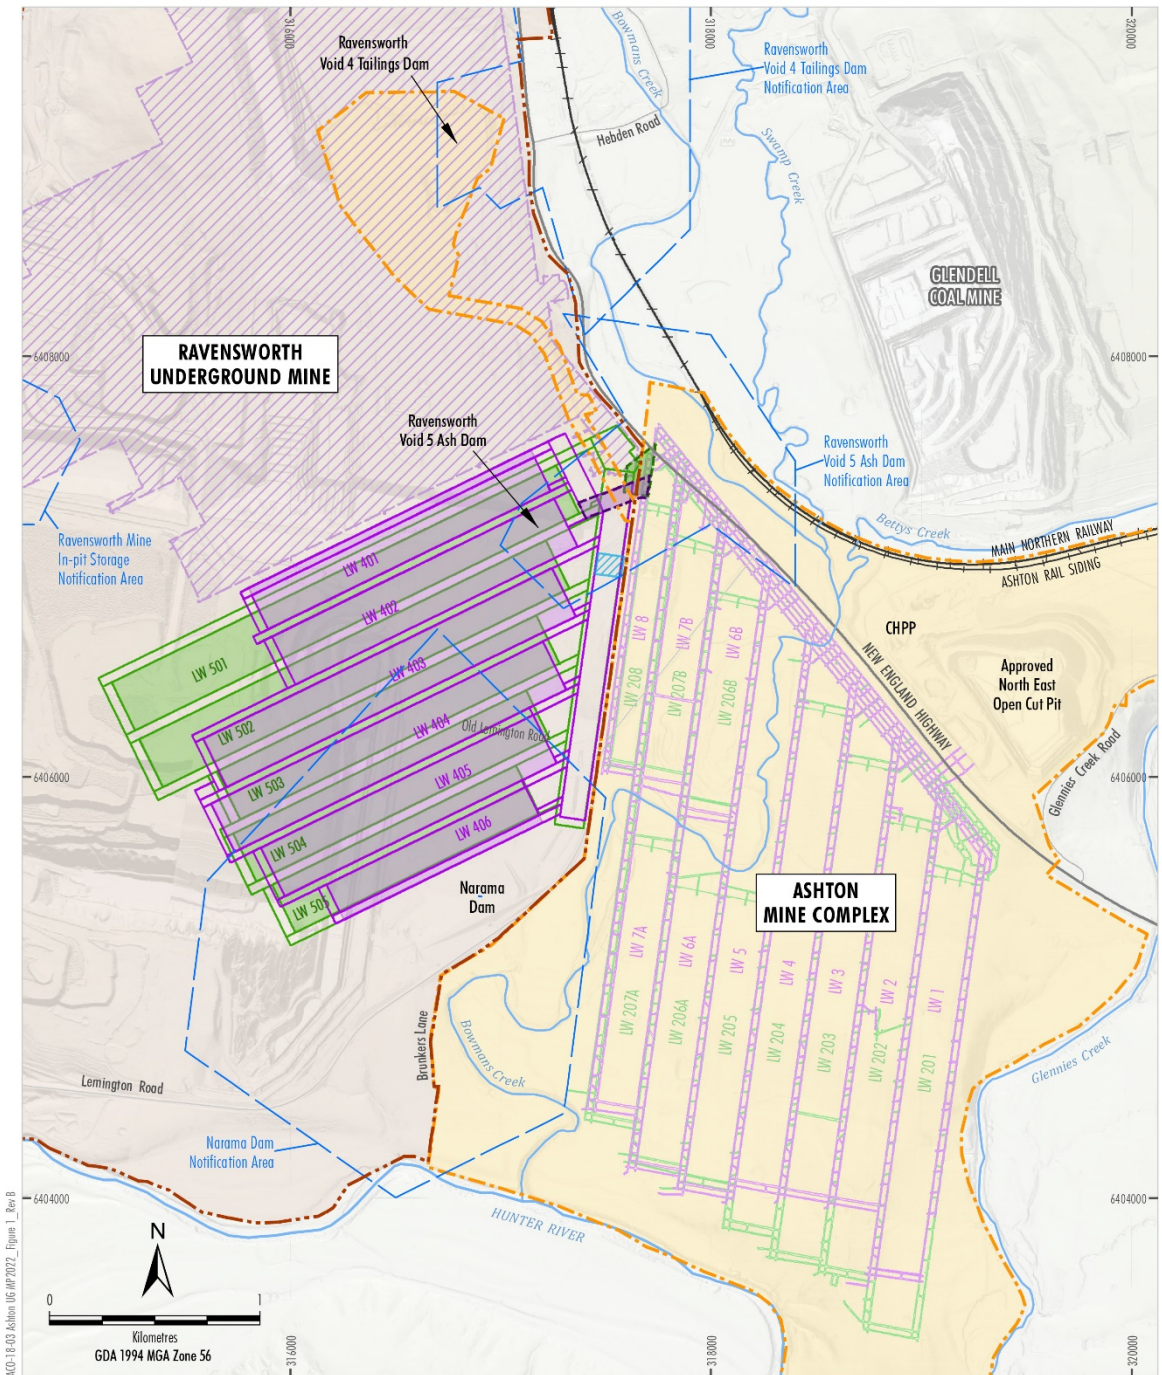 316000
318000
320000
Ravensworth
Void 4 Tailings Dam
Bowmans Creek
Ravensworth
Void 4 Tailings Dam
Notification Area
Hebden Road
Swamp Creek
GLENDELL
COAL MINE
6408000
6408000
RAVENSWORTH
UNDERGROUND MINE
Ravensworth
Void 5 Ash Dam
Ravensworth
Void 5 Ash Dam
Notification Area
Ravensworth Mine
In-pit Storage
Notification Area
Bettys Creek
MAIN NORTHERN RAILWAY
ASHTON RAIL SIDING
LW 401
LW 402
LW 403
LW 404
LW 405
LW 406
LW 501
LW 502
LW 503
LW 504
LW 505
Old Lemington Road
LW 8
LW 7B
LW 6B
LW 208
LW 207B
LW 206B
CHPP
NEW ENGLAND HIGHWAY
Approved
North East
Open Cut Pit
Glennies Creek Road
6406000
6406000
Narama
Dam
ASHTON
MINE COMPLEX
LW 7A
LW 6A
LW 5
LW 4
LW 3
LW 2
LW 1
LW 207A
LW 206A
LW 205
LW 204
LW 203
LW 202
LW 201
Brunkers Lane
Bowmans Creek
Glennies Creek
Lemington Road
Narama Dam
Notification Area
6404000
6404000
HUNTER RIVER
N
0 1
Kilometres
GDA 1994 MGA Zone 56
316000
318000
320000
ACO-18-03 Ashton UG MP2022_Figure 1_Rev B